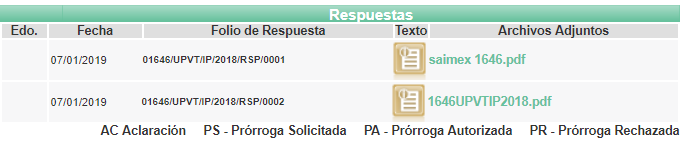 Respuestas
Edo. Fecha Folio de Respuesta Texto Archivos Adjuntos
07/01/2019 01646/UPVT/IP/2018/RSP/0001 saimex 1646.pdf
07/01/2019 01646/UPVT/IP/2018/RSP/0002 1646UPVTIP2018.pdf
AC Aclaración PS - Prórroga Solicitada PA - Prórroga Autorizada PR - Prórroga Rechazada